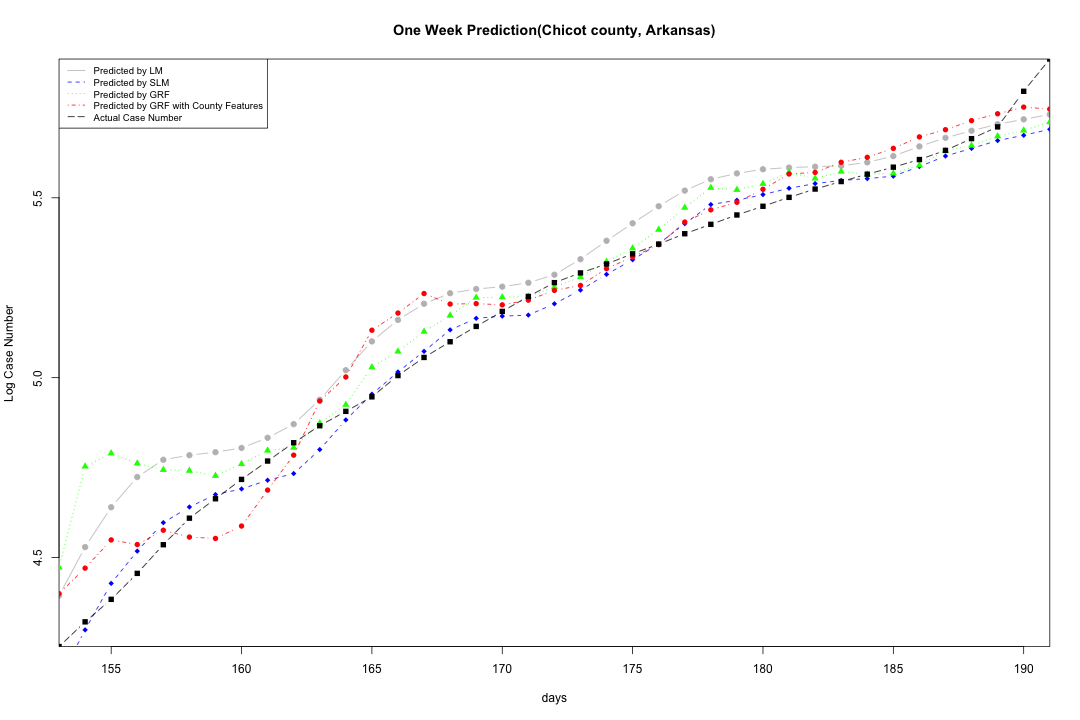 One Week Prediction(Chicot county, Arkansas)
Predicted by LM
Predicted by SLM
Predicted by GRF
Predicted by GRF with County Features
Actual Case Number
5.5
5.0
4.5
Log Case Number
155 160 165 170 175 180 185 190
days